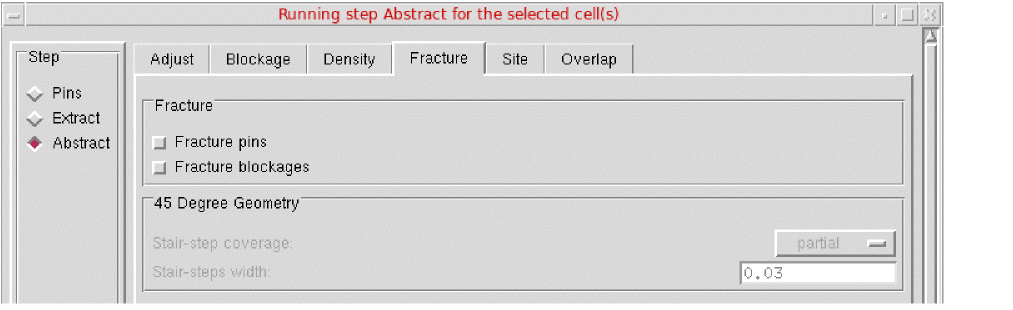 Running step Abstract for the selected cell(s)
Step
Pins
Extract
Abstract
Adjust Blockage Density Fracture Site Overlap
Fracture
Fracture pins
Fracture blockages
45 Degree Geometry
Stair-step coverage: partial
Stair-steps width: 0.03